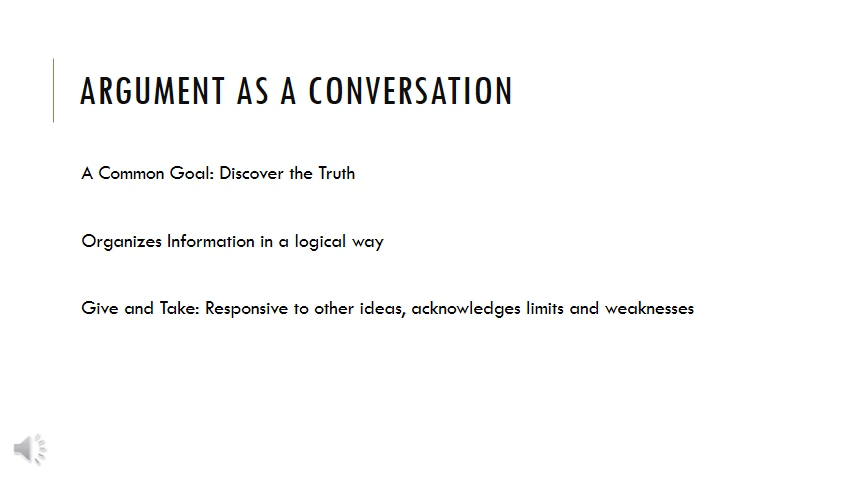 ARGUMENT AS A CONVERSATION
A Common Goal: Discover the Truth
Organizes Information in a logical way
Give and Take: Responsive to other ideas, acknowledges limits and weaknesses